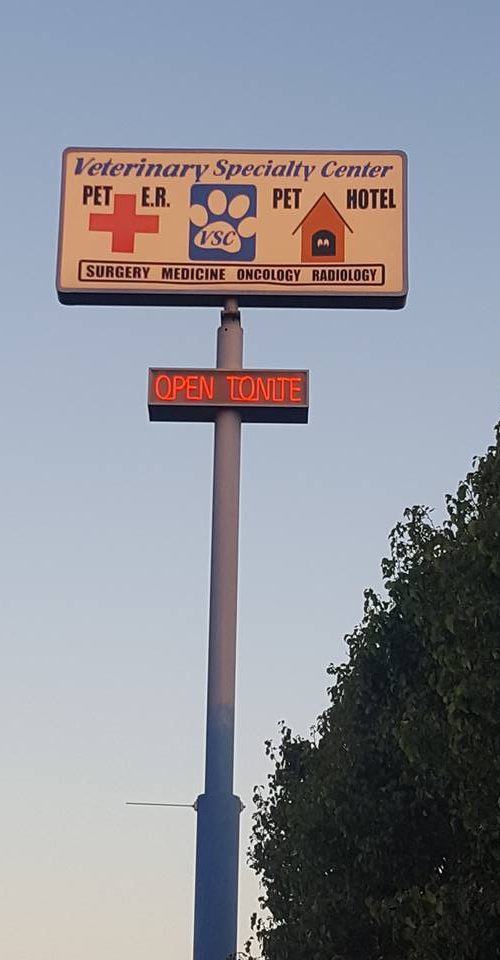 Veterinary Specialty Center
PET E.R. PET HOTEL
VSC
SURGERY MEDICINE ONCOLOGY RADIOLOGY
OPEN TONITE